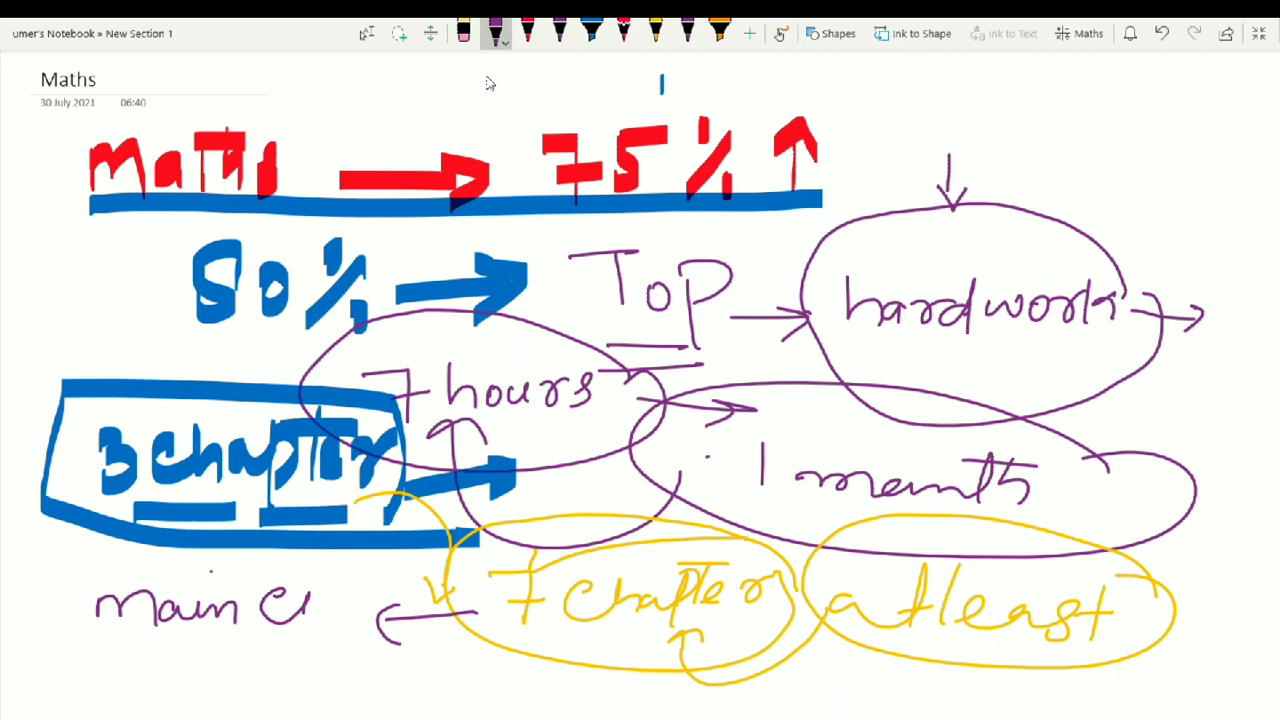 umer's Notebook » New Section 1
Shapes Ink to Shape Ink to Text Maths
Maths
30 July 2021 06:40
Maths → 75% ↑
80% → Top → hardwork →
7 hours →
3 chapter → 1 month
7 chapter atleast
main C